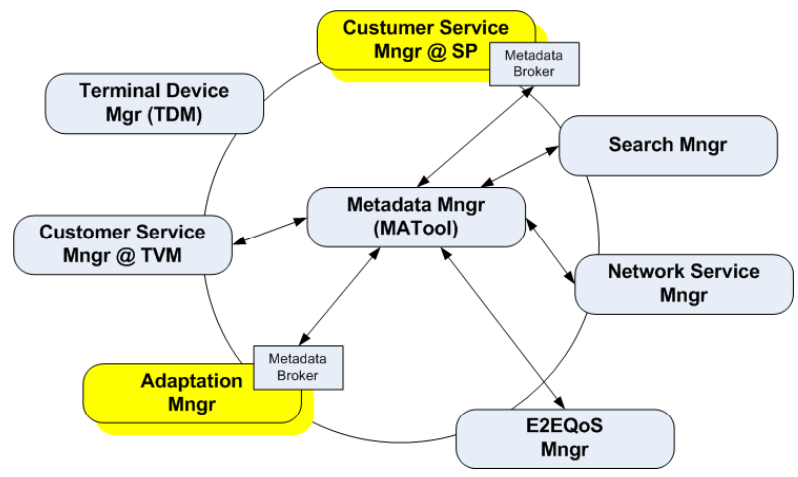 Custumer Service
Mngr @ SP
Metadata
Broker
Terminal Device
Mgr (TDM)
Search Mngr
Metadata Mngr
(MATool)
Customer Service
Mngr @ TVM
Network Service
Mngr
Metadata
Broker
Adaptation
Mngr
E2EQoS
Mngr